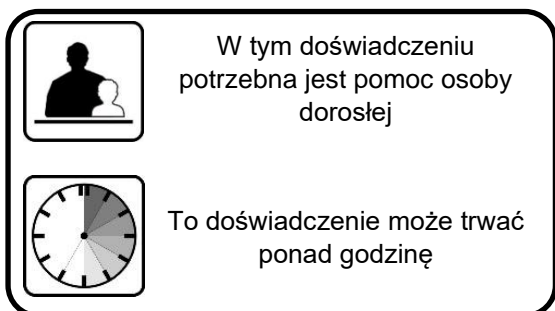 W tym doświadczeniu
potrzebna jest pomoc osoby
dorosłej
To doświadczenie może trwać
ponad godzinę